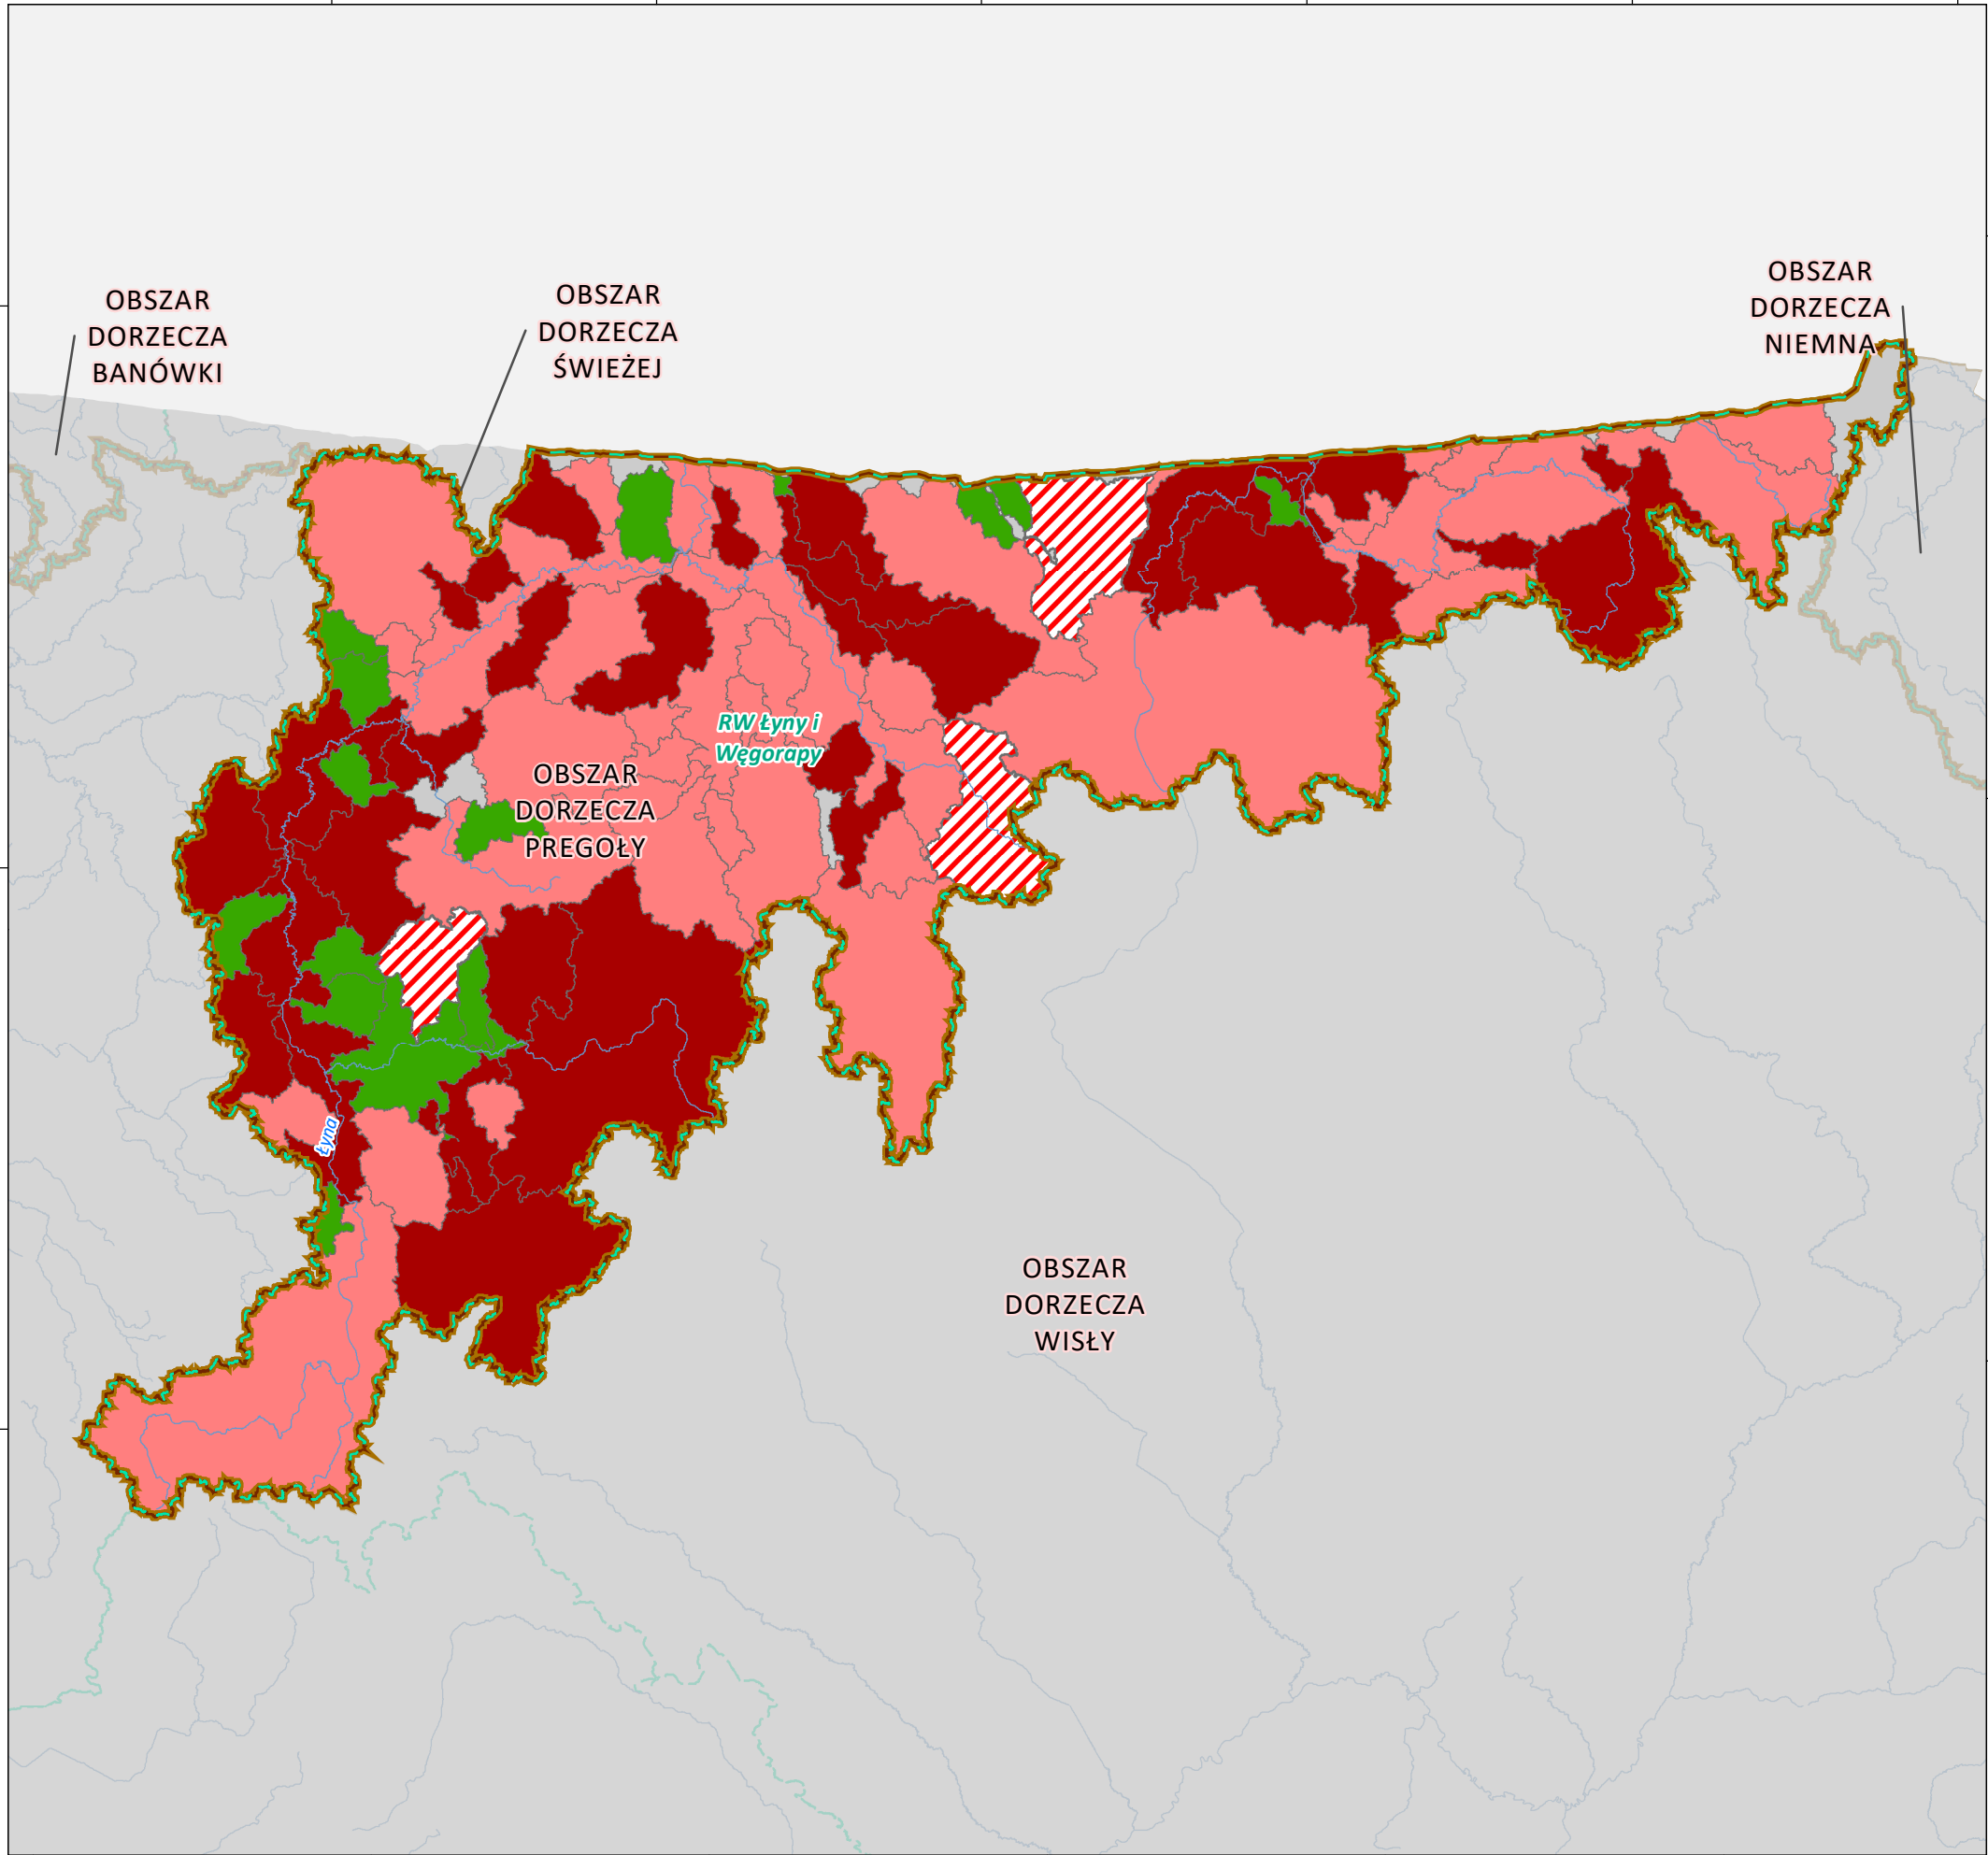 OBSZAR
DORZECZA
BANÓWKI
OBSZAR
DORZECZA
ŚWIEŻEJ
OBSZAR
DORZECZA
NIEMNA
RW Łyny i
Węgorapy
OBSZAR
DORZECZA
PREGOŁY
Łyna
OBSZAR
DORZECZA
WISŁY